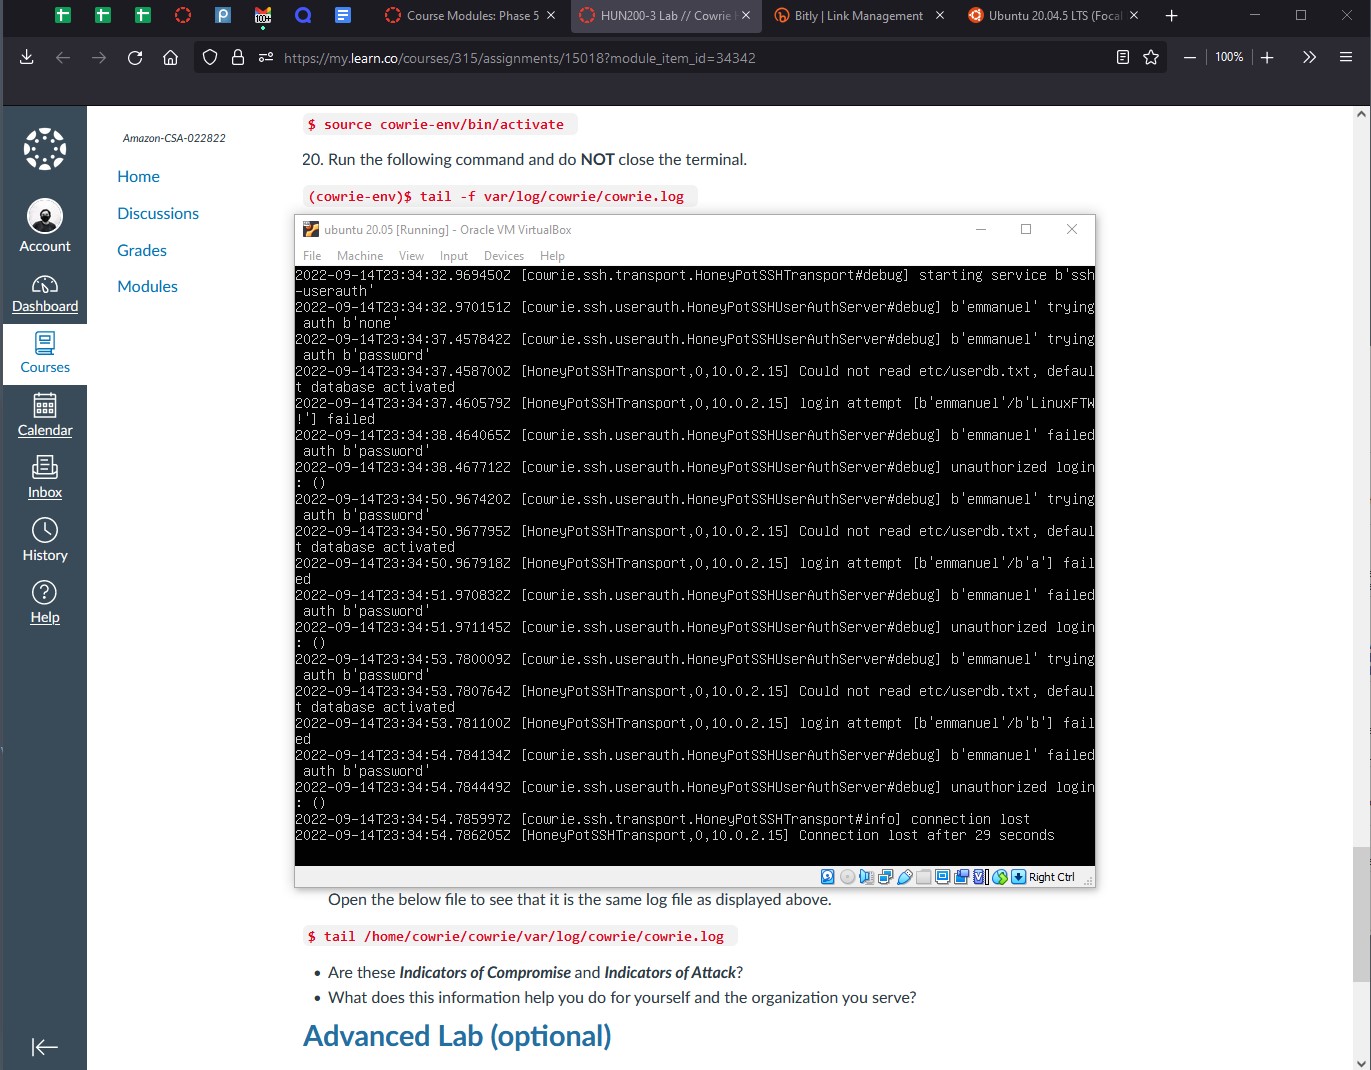 Course Modules: Phase 5
HUN200-3 Lab // Cowrie
Bitly | Link Management
Ubuntu 20.04.5 LTS (Focal
https://my.learn.co/courses/315/assignments/15018?module_item_id=34342
100%
Amazon-CSA-022822
Home
Discussions
Grades
Modules
Account
Dashboard
Courses
Calendar
Inbox
History
Help
$ source cowrie-env/bin/activate
20. Run the following command and do NOT close the terminal.
(cowrie-env)$ tail -f var/log/cowrie/cowrie.log
ubuntu 20.05 [Running] - Oracle VM VirtualBox
File Machine View Input Devices Help
2022-09-14T23:34:32.969450Z [cowrie.ssh.transport.HoneyPotSSHTransport#debug] starting service b'ssh
-userauth'
2022-09-14T23:34:32.970151Z [cowrie.ssh.userauth.HoneyPotSSHUserAuthServer#debug] b'emmanuel' trying
auth b'none'
2022-09-14T23:34:37.457842Z [cowrie.ssh.userauth.HoneyPotSSHUserAuthServer#debug] b'emmanuel' trying
auth b'password'
2022-09-14T23:34:37.458700Z [HoneyPotSSHTransport,0,10.0.2.15] Could not read etc/userdb.txt, defaul
t database activated
2022-09-14T23:34:37.460579Z [HoneyPotSSHTransport,0,10.0.2.15] login attempt [b'emmanuel'/b'LinuxFTW
!'] failed
2022-09-14T23:34:38.464065Z [cowrie.ssh.userauth.HoneyPotSSHUserAuthServer#debug] b'emmanuel' failed
auth b'password'
2022-09-14T23:34:38.467712Z [cowrie.ssh.userauth.HoneyPotSSHUserAuthServer#debug] unauthorized login
: ()
2022-09-14T23:34:50.967420Z [cowrie.ssh.userauth.HoneyPotSSHUserAuthServer#debug] b'emmanuel' trying
auth b'password'
2022-09-14T23:34:50.967795Z [HoneyPotSSHTransport,0,10.0.2.15] Could not read etc/userdb.txt, defaul
t database activated
2022-09-14T23:34:50.967918Z [HoneyPotSSHTransport,0,10.0.2.15] login attempt [b'emmanuel'/b'a'] fail
ed
2022-09-14T23:34:51.970832Z [cowrie.ssh.userauth.HoneyPotSSHUserAuthServer#debug] b'emmanuel' failed
auth b'password'
2022-09-14T23:34:51.971145Z [cowrie.ssh.userauth.HoneyPotSSHUserAuthServer#debug] unauthorized login
: ()
2022-09-14T23:34:53.780009Z [cowrie.ssh.userauth.HoneyPotSSHUserAuthServer#debug] b'emmanuel' trying
auth b'password'
2022-09-14T23:34:53.780764Z [HoneyPotSSHTransport,0,10.0.2.15] Could not read etc/userdb.txt, defaul
t database activated
2022-09-14T23:34:53.781100Z [HoneyPotSSHTransport,0,10.0.2.15] login attempt [b'emmanuel'/b'b'] fail
ed
2022-09-14T23:34:54.784134Z [cowrie.ssh.userauth.HoneyPotSSHUserAuthServer#debug] b'emmanuel' failed
auth b'password'
2022-09-14T23:34:54.784449Z [cowrie.ssh.userauth.HoneyPotSSHUserAuthServer#debug] unauthorized login
: ()
2022-09-14T23:34:54.785997Z [cowrie.ssh.transport.HoneyPotSSHTransport#info] connection lost
2022-09-14T23:34:54.786205Z [HoneyPotSSHTransport,0,10.0.2.15] Connection lost after 29 seconds
Right Ctrl
Open the below file to see that it is the same log file as displayed above.
$ tail /home/cowrie/cowrie/var/log/cowrie/cowrie.log
• Are these Indicators of Compromise and Indicators of Attack?
• What does this information help you do for yourself and the organization you serve?
Advanced Lab (optional)